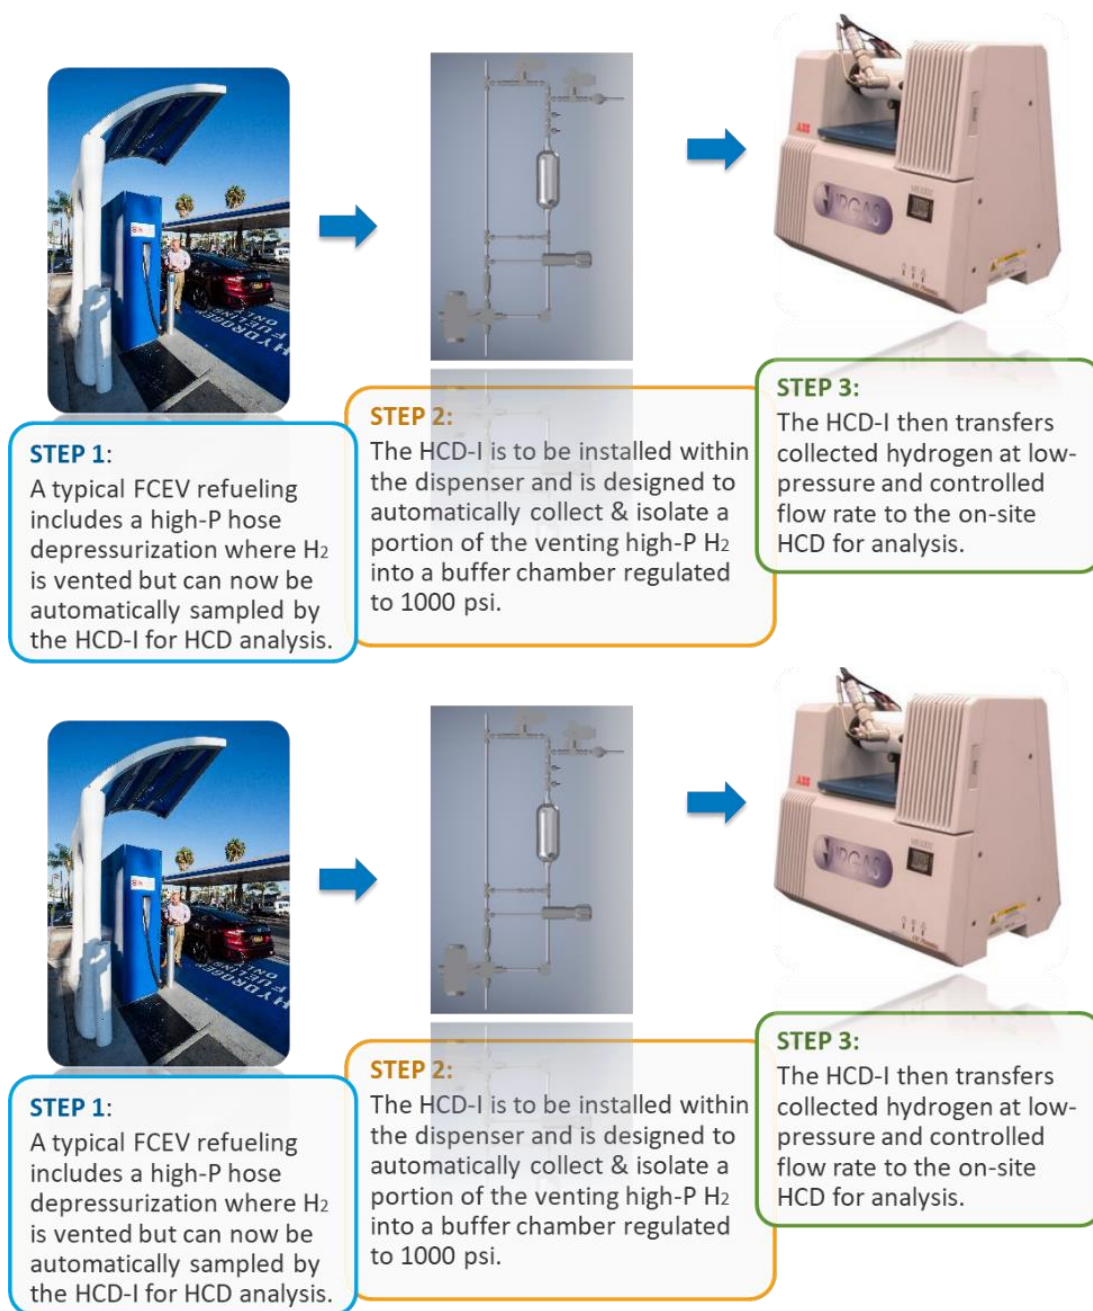 HYDROGEN
FUELING
ONLY
ABB
STEP 1:
A typical FCEV refueling
includes a high-P hose
depressurization where H2
is vented but can now be
automatically sampled by
the HCD-I for HCD analysis.
STEP 2:
The HCD-I is to be installed within
the dispenser and is designed to
automatically collect & isolate a
portion of the venting high-P H2
into a buffer chamber regulated
to 1000 psi.
STEP 3:
The HCD-I then transfers
collected hydrogen at low-
pressure and controlled
flow rate to the on-site
HCD for analysis.
HYDROGEN
FUELING
ONLY
ABB
STEP 1:
A typical FCEV refueling
includes a high-P hose
depressurization where H2
is vented but can now be
automatically sampled by
the HCD-I for HCD analysis.
STEP 2:
The HCD-I is to be installed within
the dispenser and is designed to
automatically collect & isolate a
portion of the venting high-P H2
into a buffer chamber regulated
to 1000 psi.
STEP 3:
The HCD-I then transfers
collected hydrogen at low-
pressure and controlled
flow rate to the on-site
HCD for analysis.